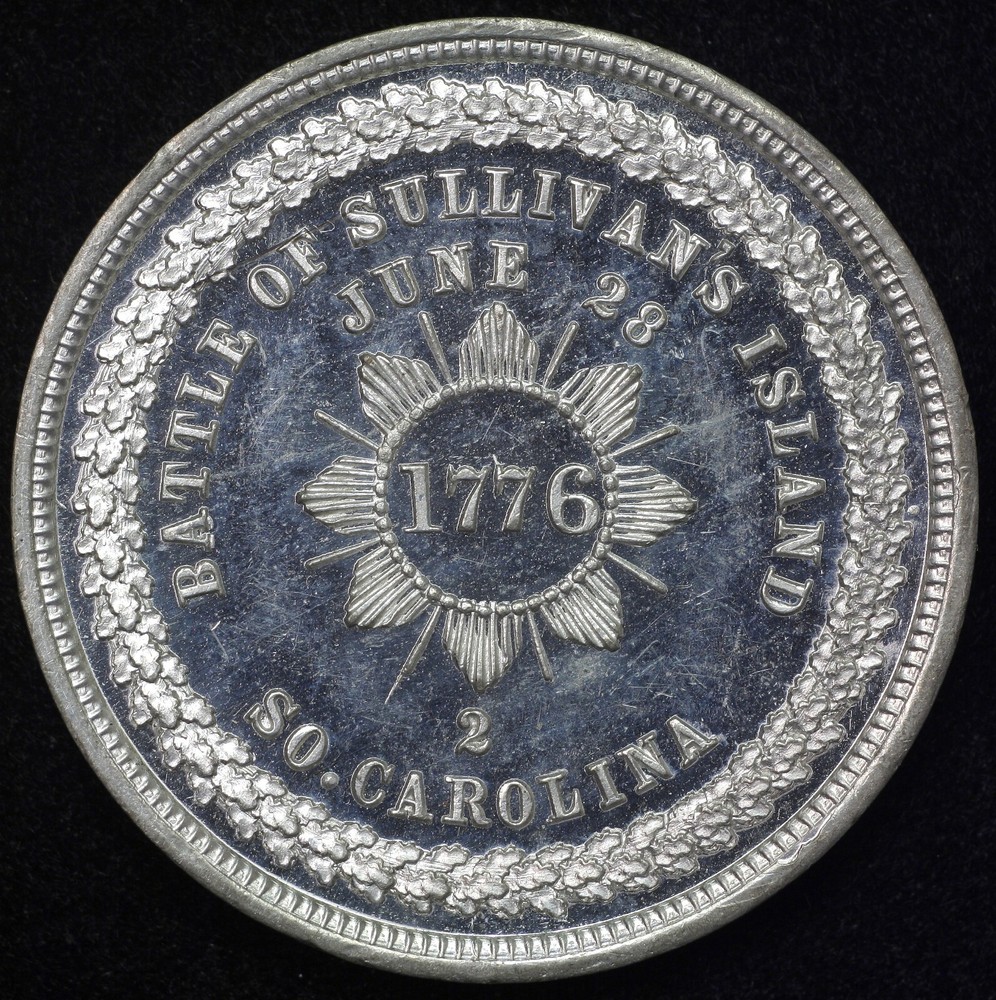 BATTLE OF SULLIVAN'S ISLAND
JUNE 28
1776
2
SO. CAROLINA